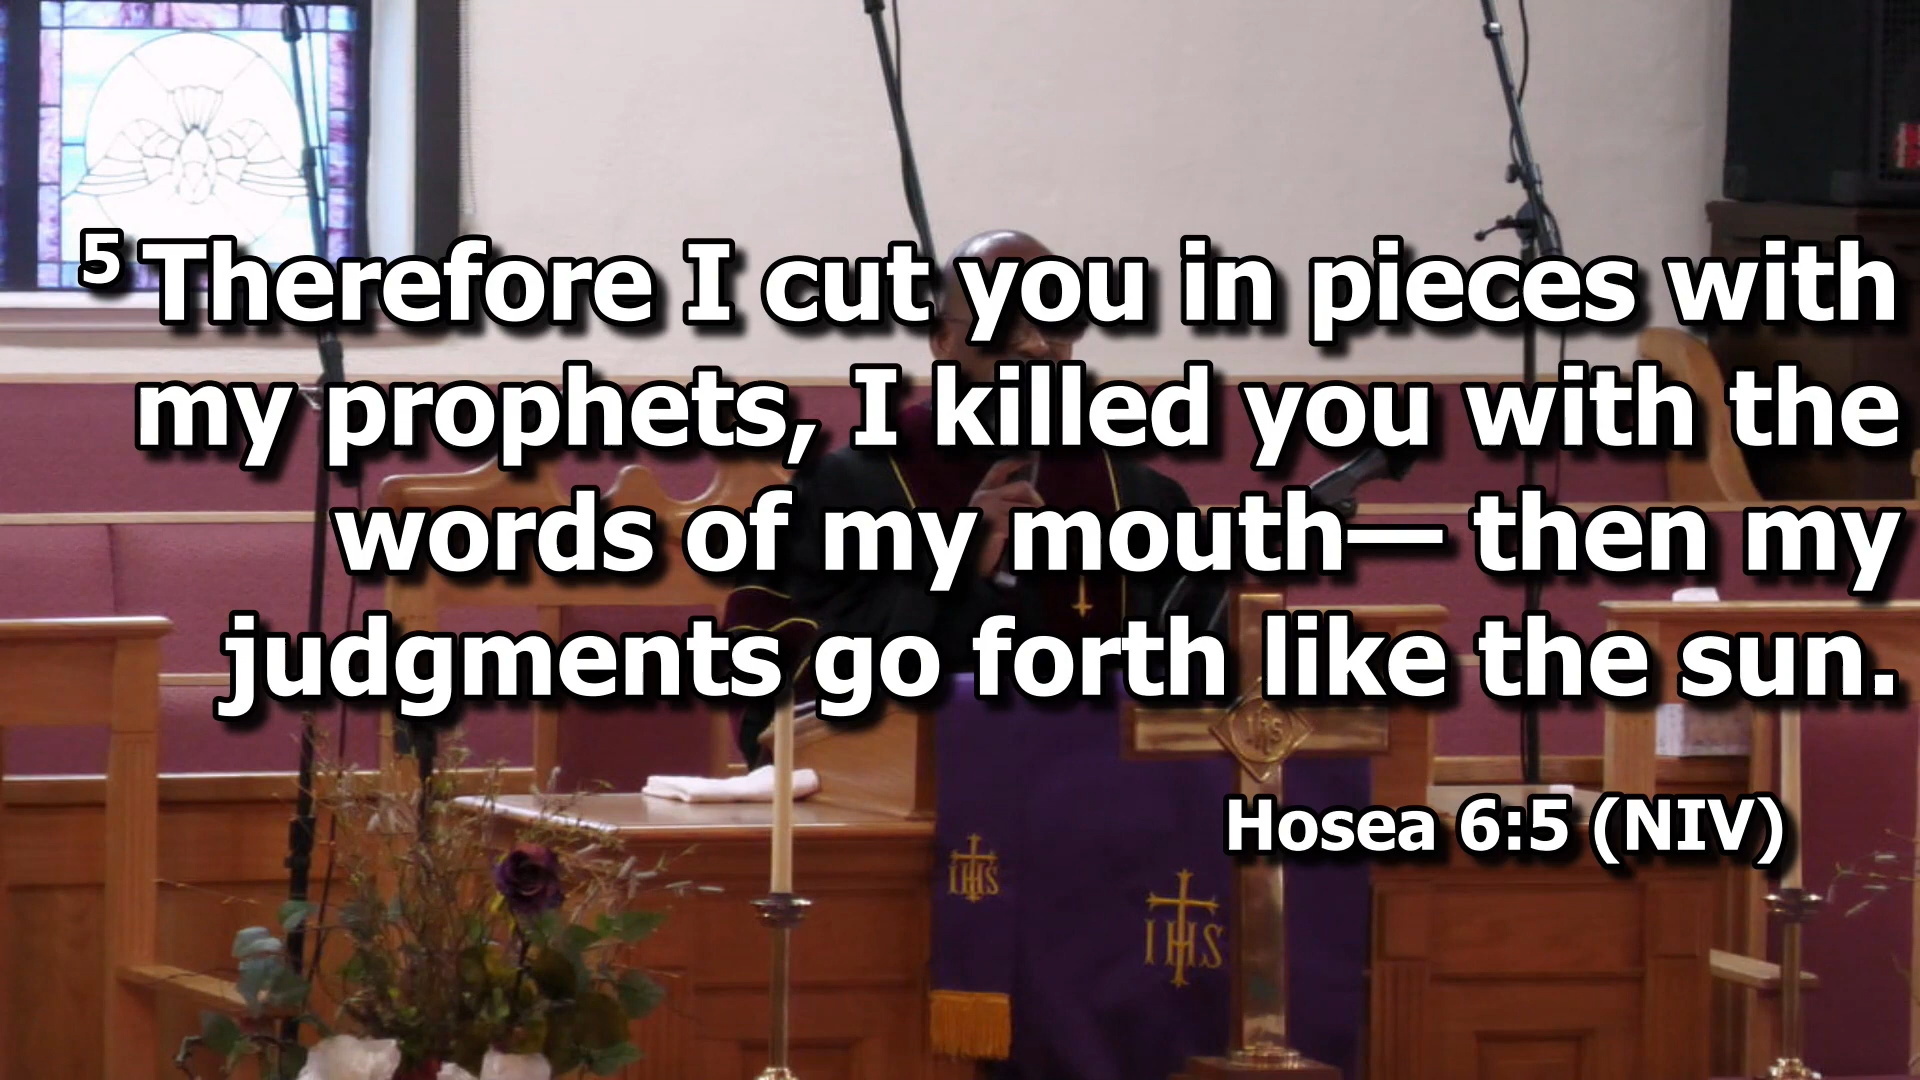 5 Therefore I cut you in pieces with
my prophets, I killed you with the
words of my mouth— then my
judgments go forth like the sun.
Hosea 6:5 (NIV)
IHS
IHS
IHS